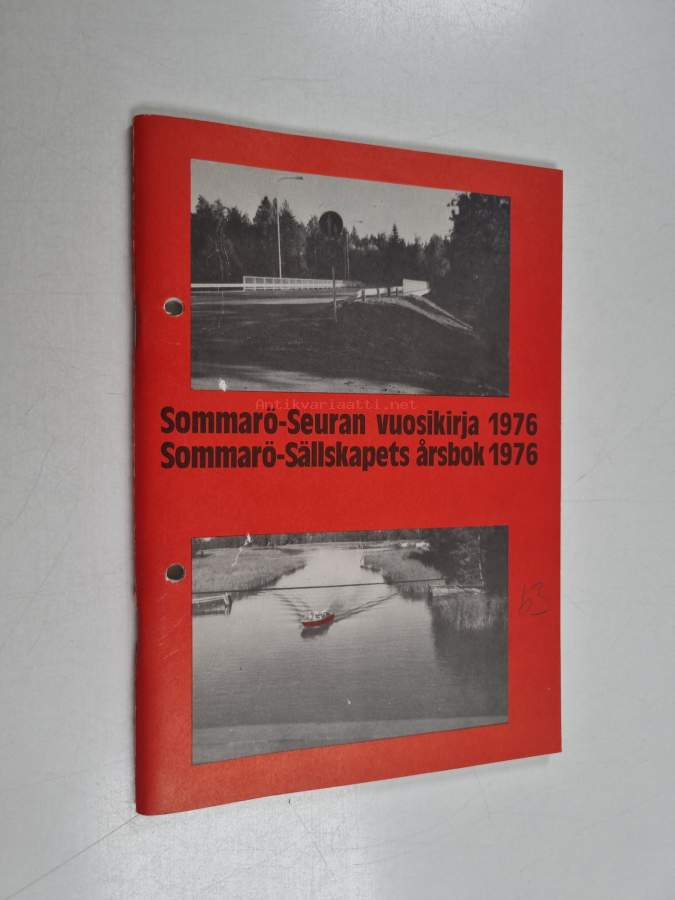 Antikvariaatti.net
Sommarö-Seuran vuosikirja 1976
Sommarö-Sällskapets årsbok 1976